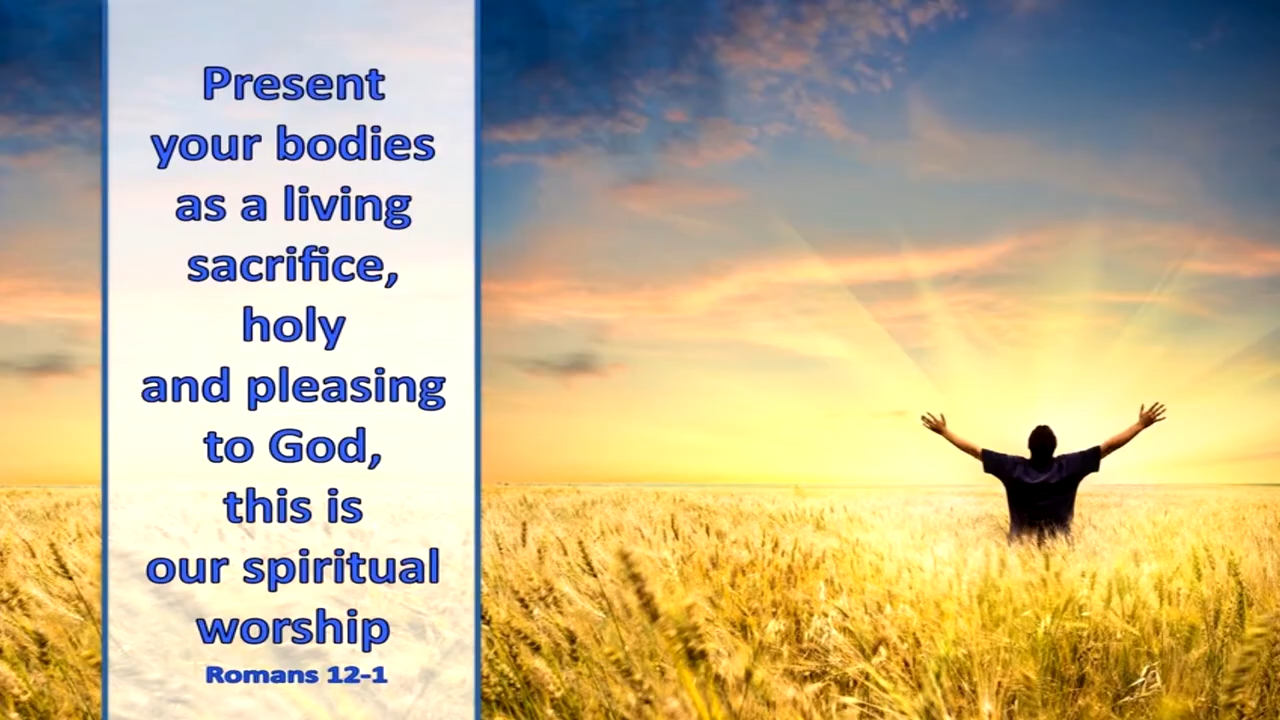 Present
your bodies
as a living
sacrifice,
holy
and pleasing
to God,
this is
our spiritual
worship
Romans 12-1